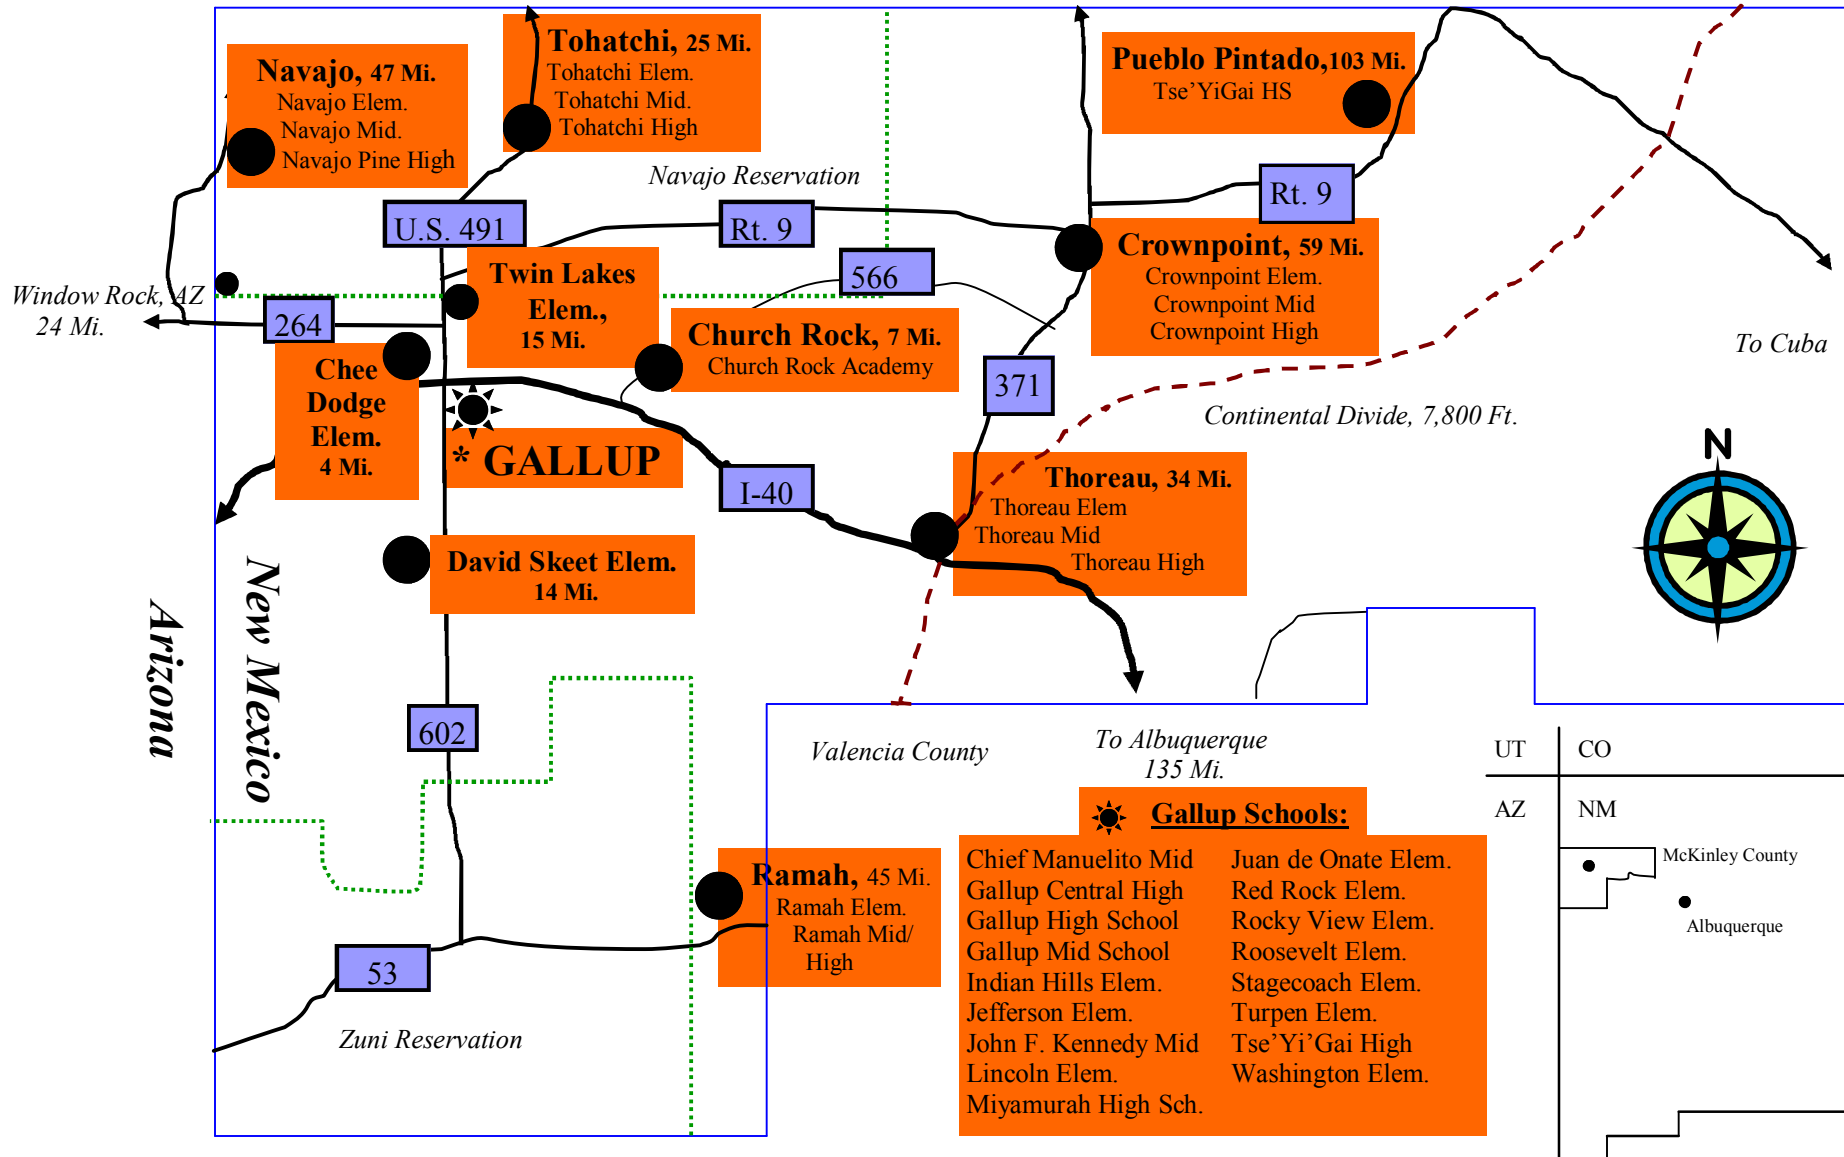 Navajo, 47 Mi.
Navajo Elem.
Navajo Mid.
Navajo Pine High
Tohatchi, 25 Mi.
Tohatchi Elem.
Tohatchi Mid.
Tohatchi High
Pueblo Pintado,103 Mi.
Tse’YiGai HS
Navajo Reservation
U.S. 491
Rt. 9
Rt. 9
Twin Lakes
Elem.,
15 Mi.
566
Crownpoint, 59 Mi.
Crownpoint Elem.
Crownpoint Mid
Crownpoint High
Window Rock, AZ
24 Mi.
264
Church Rock, 7 Mi.
Church Rock Academy
To Cuba
Chee
Dodge
Elem.
4 Mi.
371
Continental Divide, 7,800 Ft.
* GALLUP
N
I-40
Thoreau, 34 Mi.
Thoreau Elem
Thoreau Mid
Thoreau High
David Skeet Elem.
14 Mi.
Arizona
New Mexico
602
Valencia County
To Albuquerque
135 Mi.
UT
CO
AZ
NM
McKinley County
Albuquerque
Ramah, 45 Mi.
Ramah Elem.
Ramah Mid/
High
53
Zuni Reservation
Gallup Schools:
Chief Manuelito Mid
Gallup Central High
Gallup High School
Gallup Mid School
Indian Hills Elem.
Jefferson Elem.
John F. Kennedy Mid
Lincoln Elem.
Miyamurah High Sch.
Juan de Onate Elem.
Red Rock Elem.
Rocky View Elem.
Roosevelt Elem.
Stagecoach Elem.
Turpen Elem.
Tse’Yi’Gai High
Washington Elem.